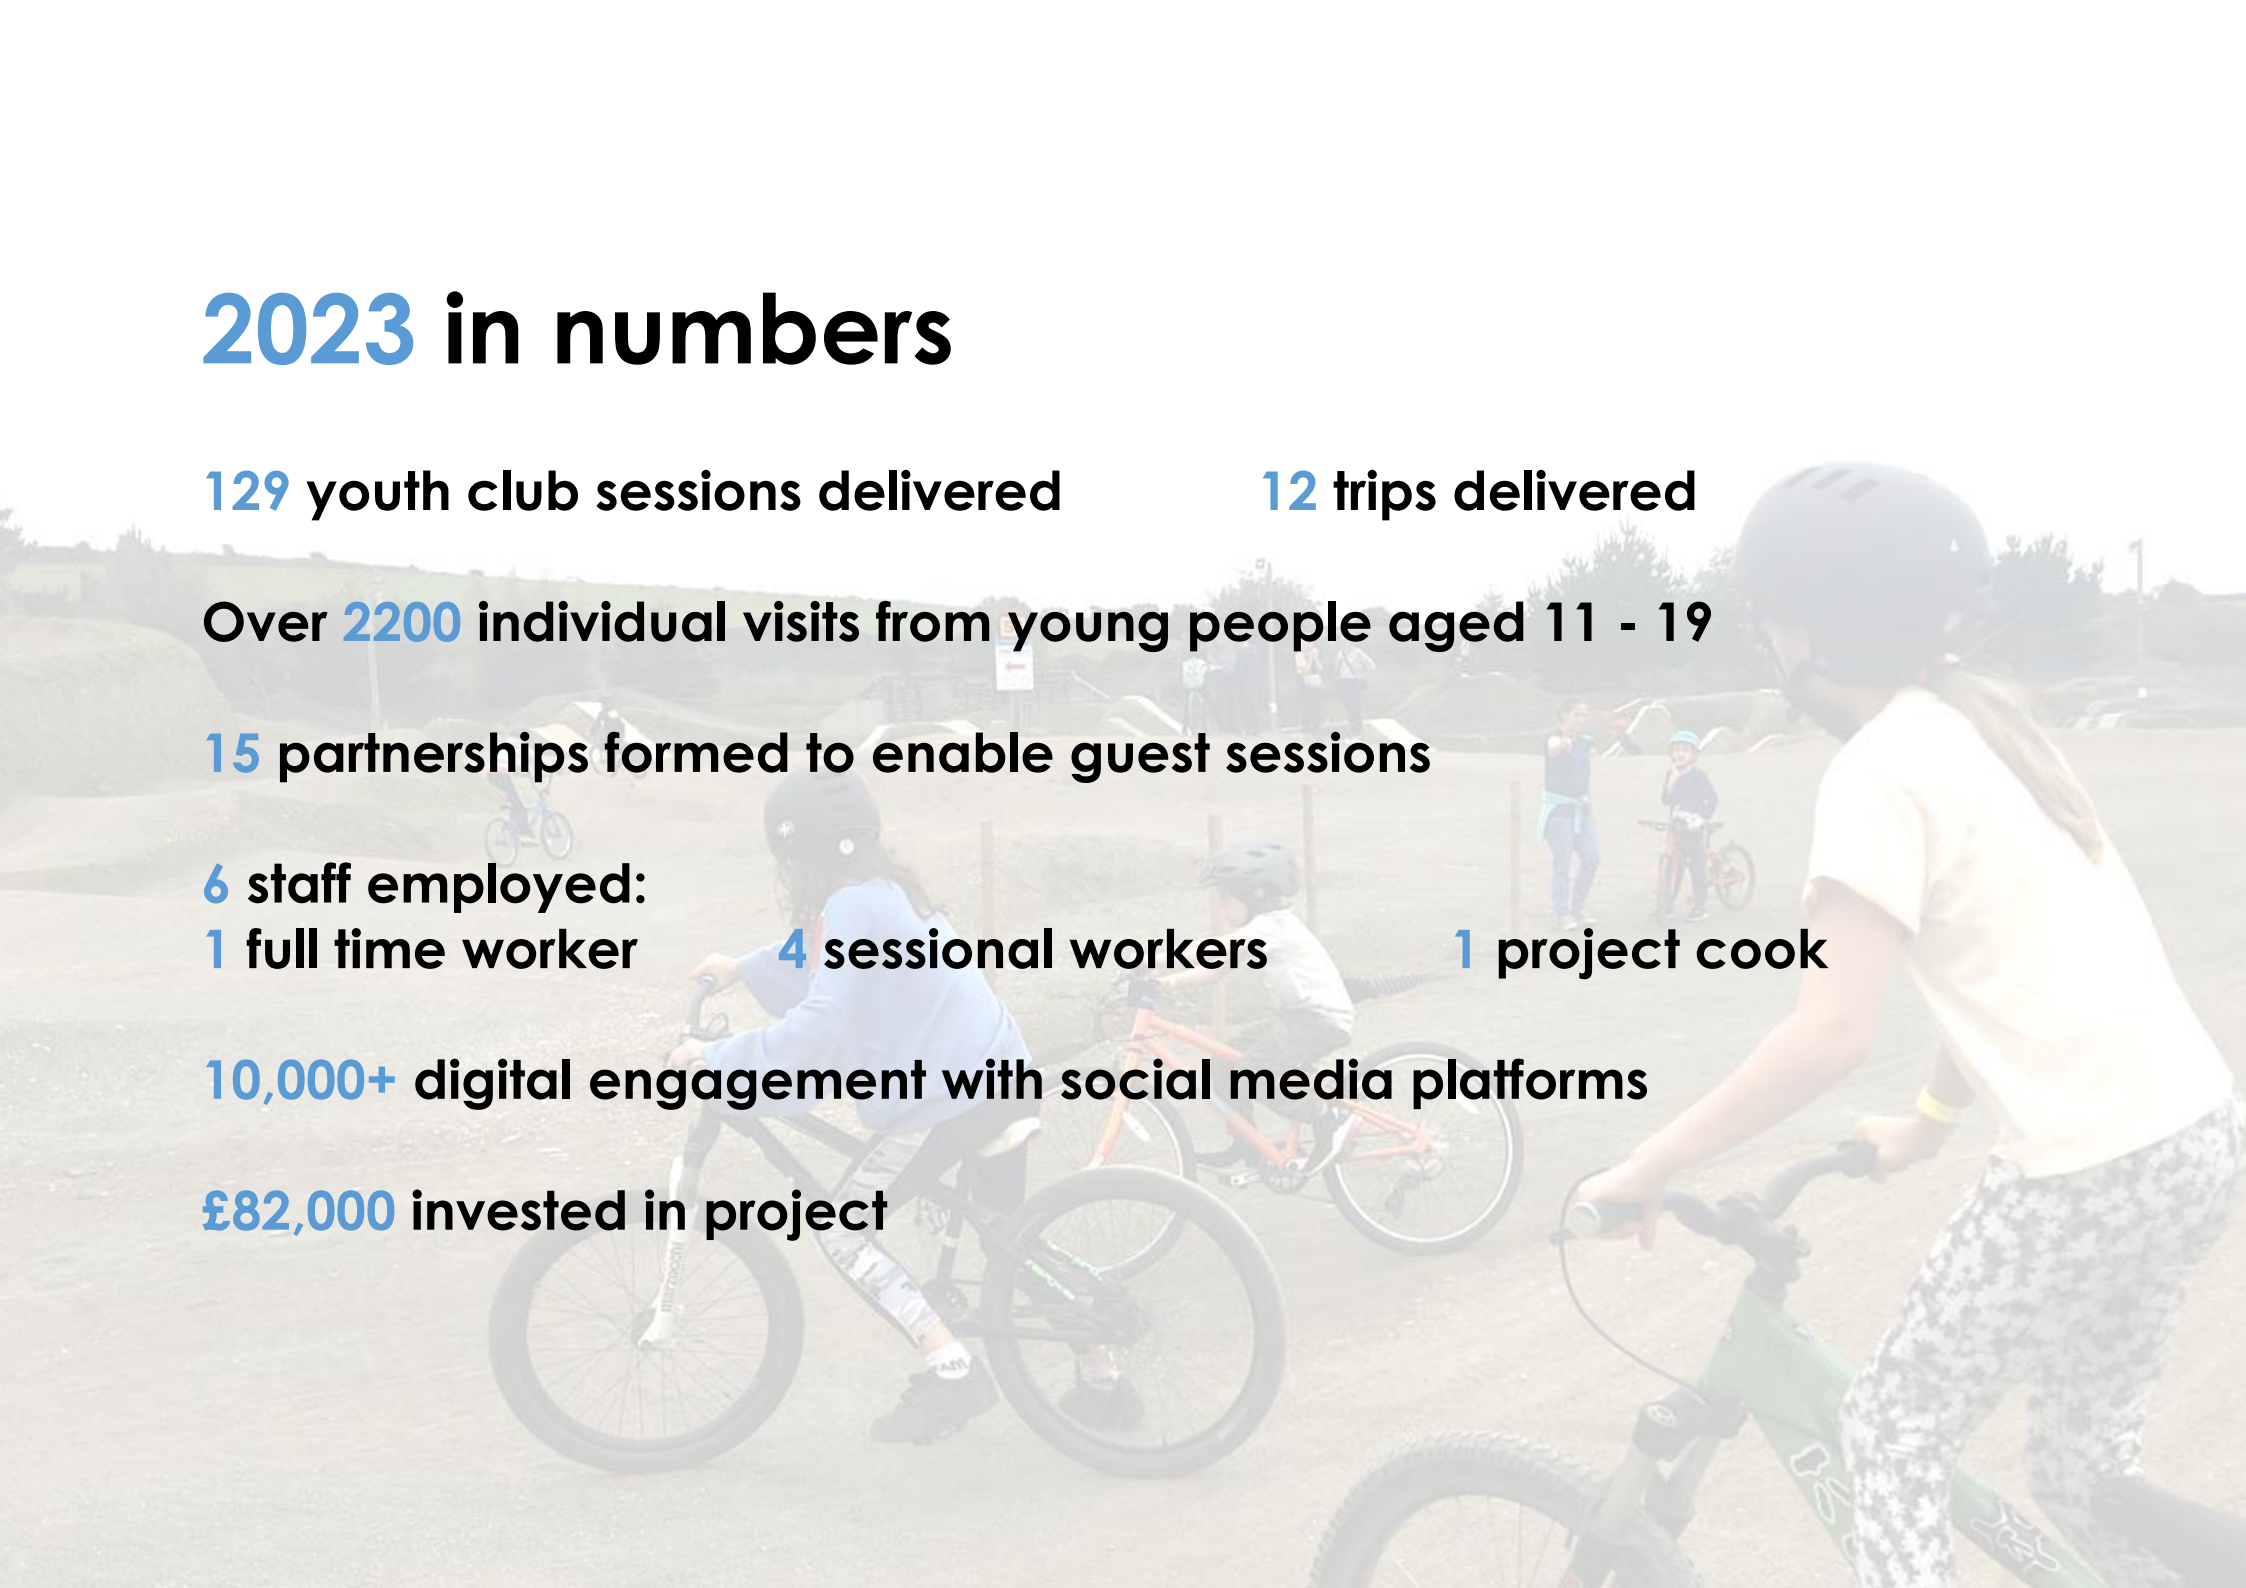 2023 in numbers
129 youth club sessions delivered 12 trips delivered
Over 2200 individual visits from young people aged 11 - 19
15 partnerships formed to enable guest sessions
6 staff employed:
1 full time worker 4 sessional workers 1 project cook
10,000+ digital engagement with social media platforms
£82,000 invested in project
marzocchi